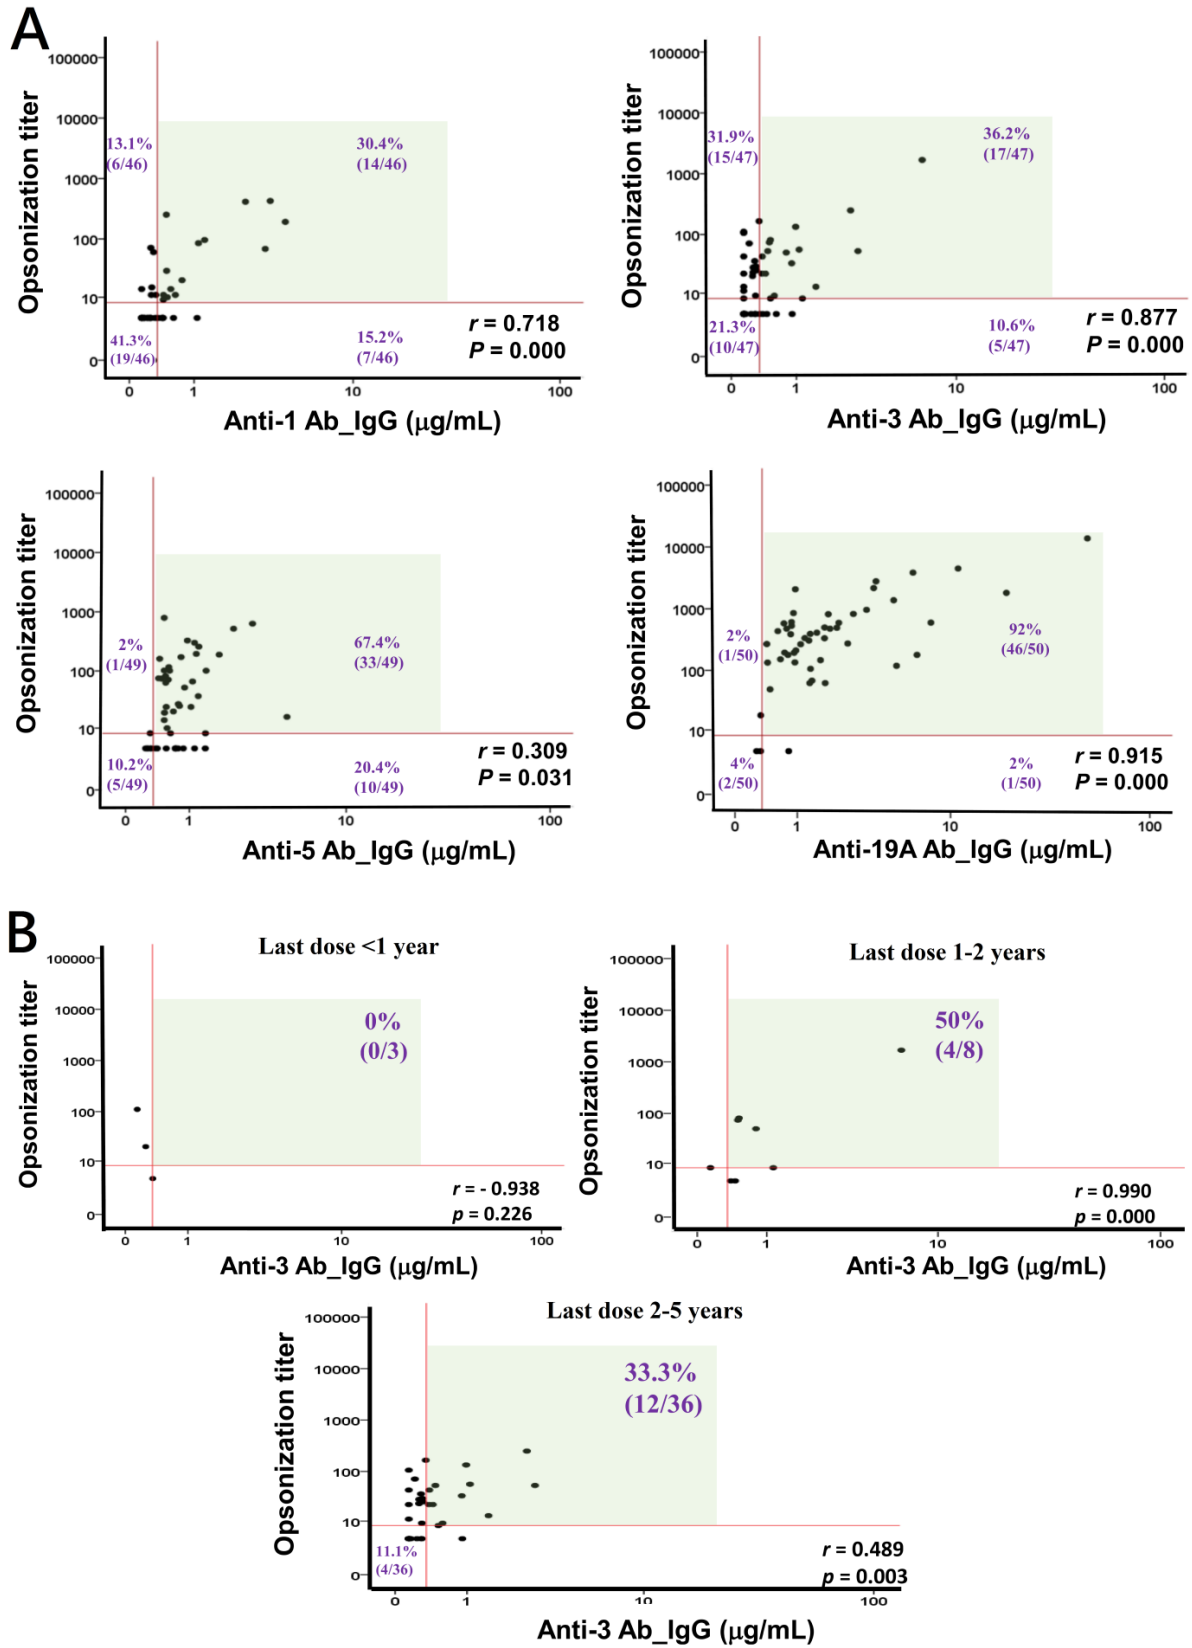 A
Opsonization titer
100000
10000
1000
100
10
0
13.1%
(6/46)
30.4%
(14/46)
41.3%
(19/46)
15.2%
(7/46)
r = 0.718
P = 0.000
0 1 10 100
Anti-1 Ab_IgG (μg/mL)
Opsonization titer
100000
10000
1000
100
10
0
31.9%
(15/47)
36.2%
(17/47)
21.3%
(10/47)
10.6%
(5/47)
r = 0.877
P = 0.000
0 1 10 100
Anti-3 Ab_IgG (μg/mL)
Opsonization titer
100000
10000
1000
100
10
0
2%
(1/49)
67.4%
(33/49)
10.2%
(5/49)
20.4%
(10/49)
r = 0.309
P = 0.031
0 1 10 100
Anti-5 Ab_IgG (μg/mL)
Opsonization titer
100000
10000
1000
100
10
0
2%
(1/50)
92%
(46/50)
4%
(2/50)
2%
(1/50)
r = 0.915
P = 0.000
0 1 10 100
Anti-19A Ab_IgG (μg/mL)
B
Last dose <1 year
Opsonization titer
100000
10000
1000
100
10
0
0%
(0/3)
r = - 0.938
p = 0.226
0 1 10 100
Anti-3 Ab_IgG (μg/mL)
Last dose 1-2 years
Opsonization titer
100000
10000
1000
100
10
0
50%
(4/8)
r = 0.990
p = 0.000
0 1 10 100
Anti-3 Ab_IgG (μg/mL)
Last dose 2-5 years
Opsonization titer
100000
10000
1000
100
10
0
33.3%
(12/36)
11.1%
(4/36)
r = 0.489
p = 0.003
0 1 10 100
Anti-3 Ab_IgG (μg/mL)